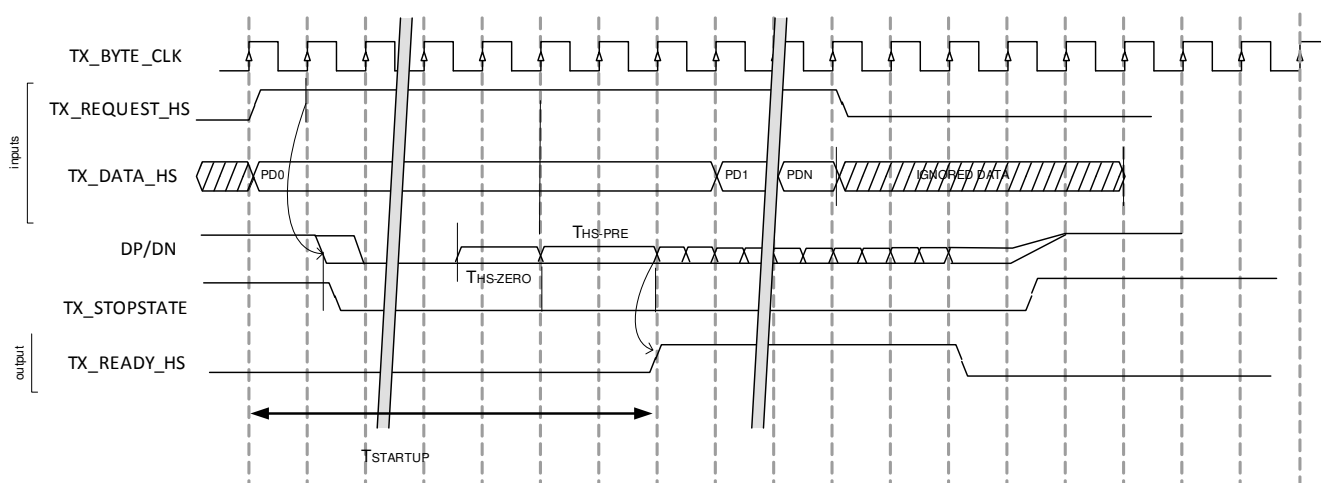 TX_BYTE_CLK
inputs
TX_REQUEST_HS
TX_DATA_HS
PD0
PD1
PDN
IGNORED DATA
DP/DN
THS-PRE
THS-ZERO
TX_STOPSTATE
output
TX_READY_HS
TSTARTUP